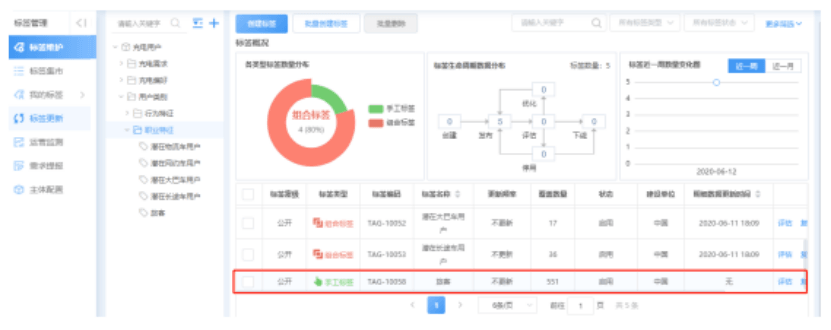 标签管理
标签维护
标签集市
我的标签
标签更新
运营监测
需求提报
主体配置
请输入关键字
充电用户
充电需求
充电偏好
用户类别
行为特征
职业特征
潜在物流车用户
潜在网约车用户
潜在大巴车用户
潜在长途车用户
旅客
创建标签 批量创建标签 批量删除 请输入关键字 所有标签类型 所有标签状态 更多筛选
标签概况
各类型标签数量分布
组合标签
4 (80%)
手工标签
组合标签
标签生命周期数据分布 标签数量: 5
0
优化
0 5 0 0
创建 发布 评估 下线
0
停用
标签近一周数量变化图 近一周 近一月
5
4
3
2
1
0
2020-06-12
标签类型 标签编码 标签名称 更新频率 覆盖数量 状态 建设单位
公开 组合标签 TAG-10052 潜在大巴车用户 不更新 17 启用 中国 2020-06-11 18:09 评估
公开 组合标签 TAG-10053 潜在长途车用户 不更新 36 启用 中国 2020-06-11 18:09 评估
公开 手工标签 TAG-10058 旅客 不更新 551 启用 中国 无 评估
1 6条/页 前往 1 页 共 5 条